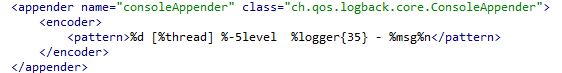 <appender name="consoleAppender" class="ch.qos.logback.core.ConsoleAppender">
    <encoder>
        <pattern>%d [%thread] %-5level  %logger{35} - %msg%n</pattern>
    </encoder>
</appender>